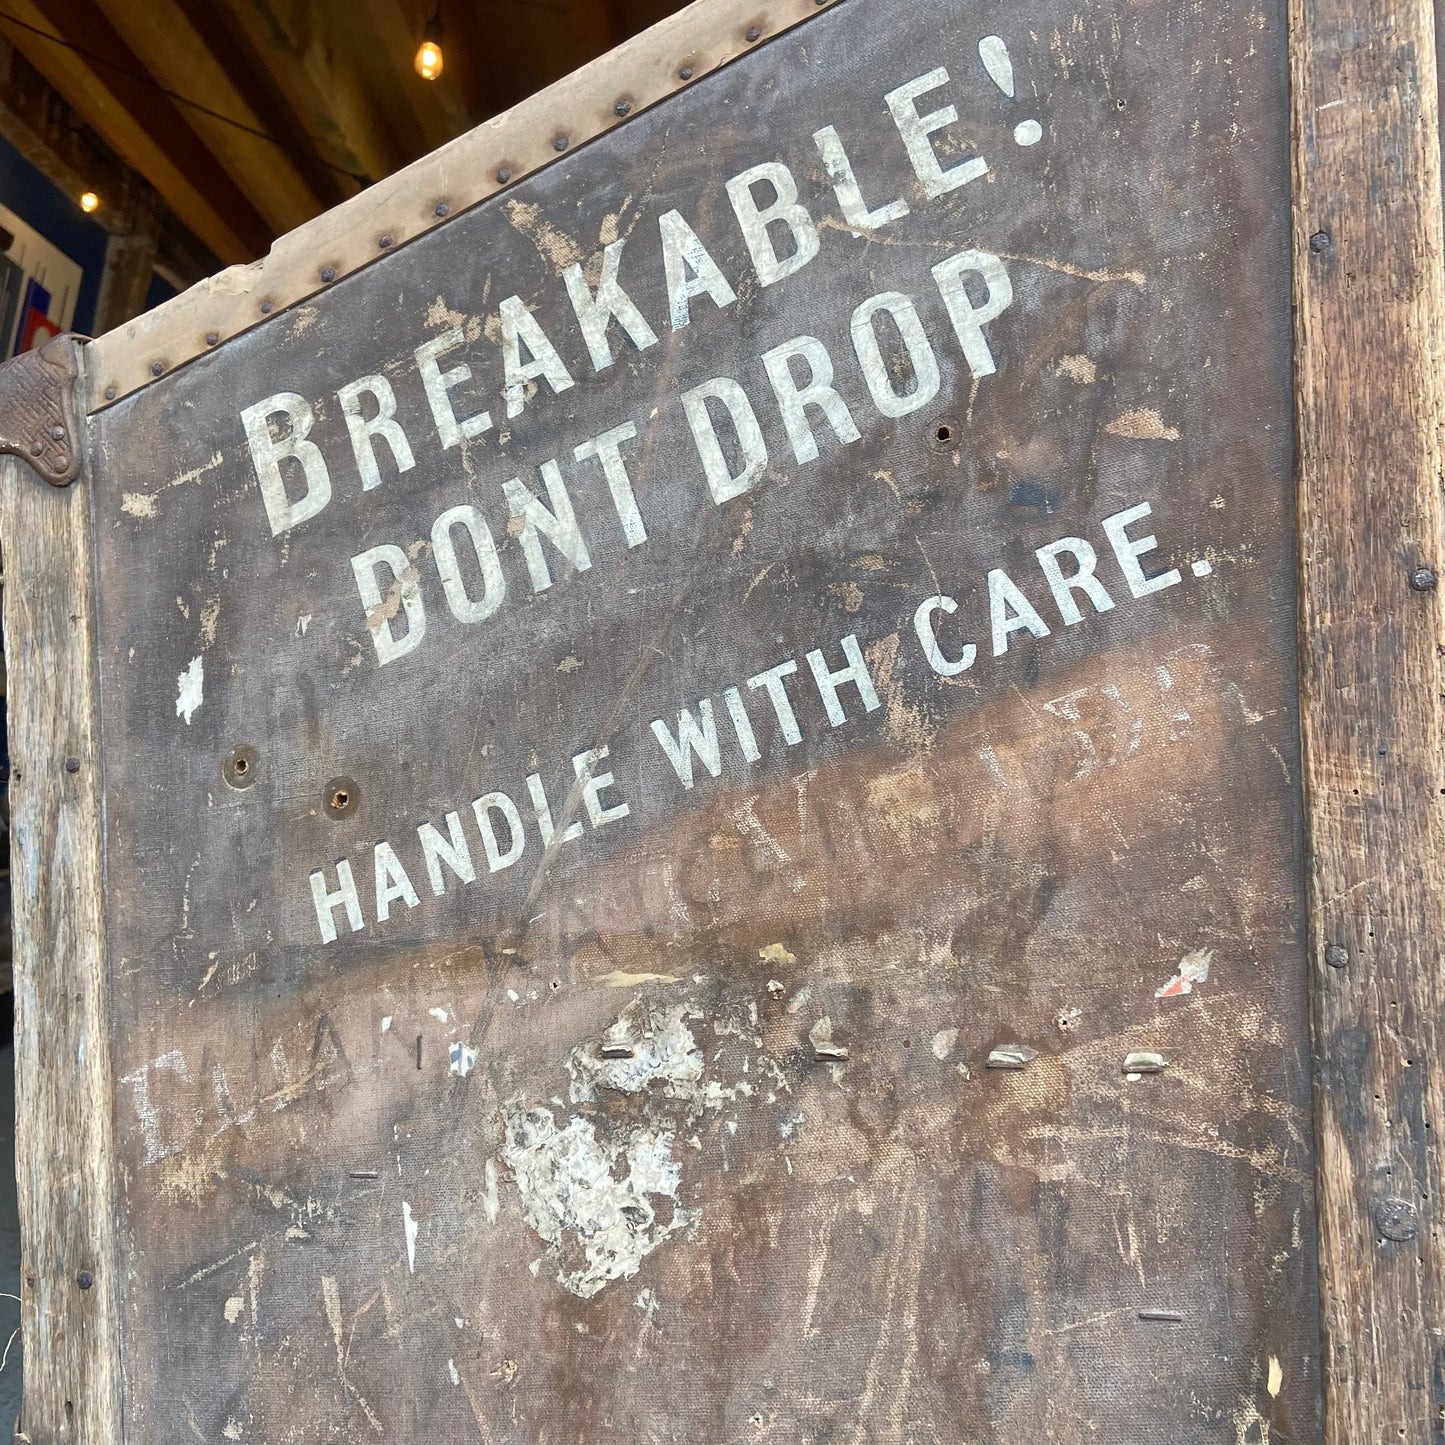 BREAKABLE!
DONT DROP
HANDLE WITH CARE.